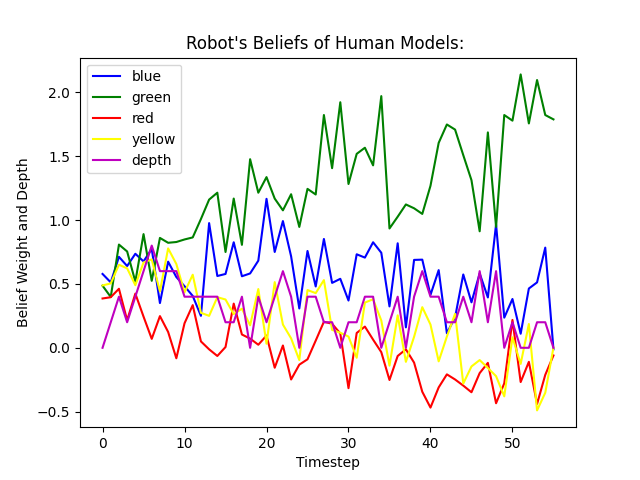 Robot's Beliefs of Human Models:
blue
green
red
yellow
depth
2.0
1.5
1.0
0.5
0.0
−0.5
Belief Weight and Depth
0 10 20 30 40 50
Timestep